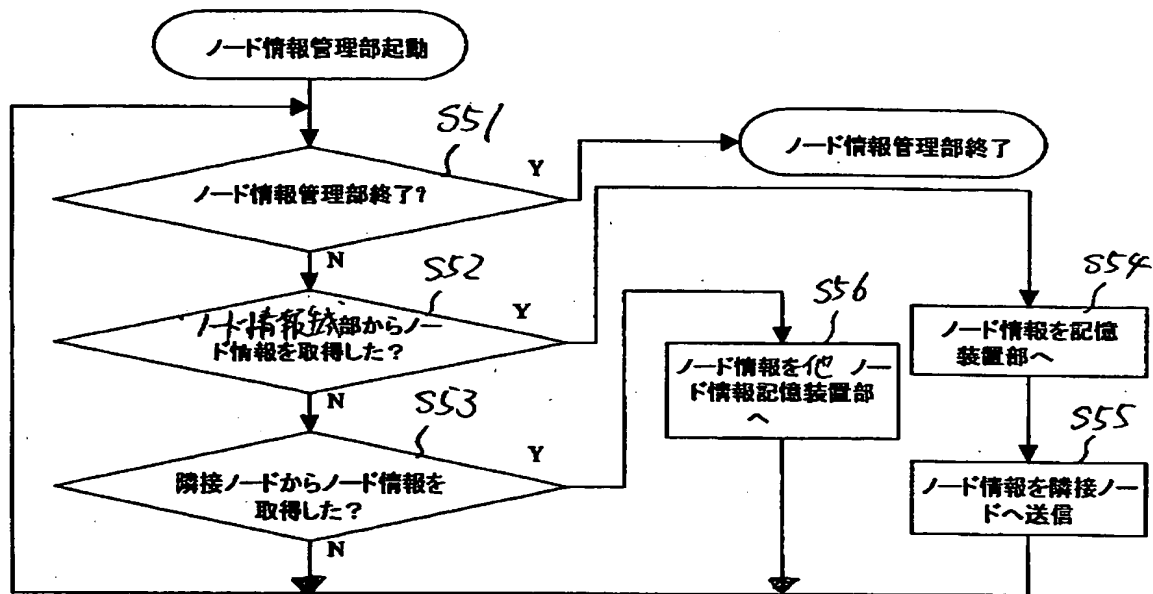 ノード情報管理部起動
S51
Y
ノード情報管理部終了
ノード情報管理部終了?
N
S52
Y
S56
S54
部からノー
ド情報を取得した?
ノード情報を他 ノー
ド情報記憶装置部
へ
ノード情報を記憶
装置部へ
N
S53
Y
S55
隣接ノードからノード情報を
取得した?
ノード情報を隣接ノー
ドへ送信
N